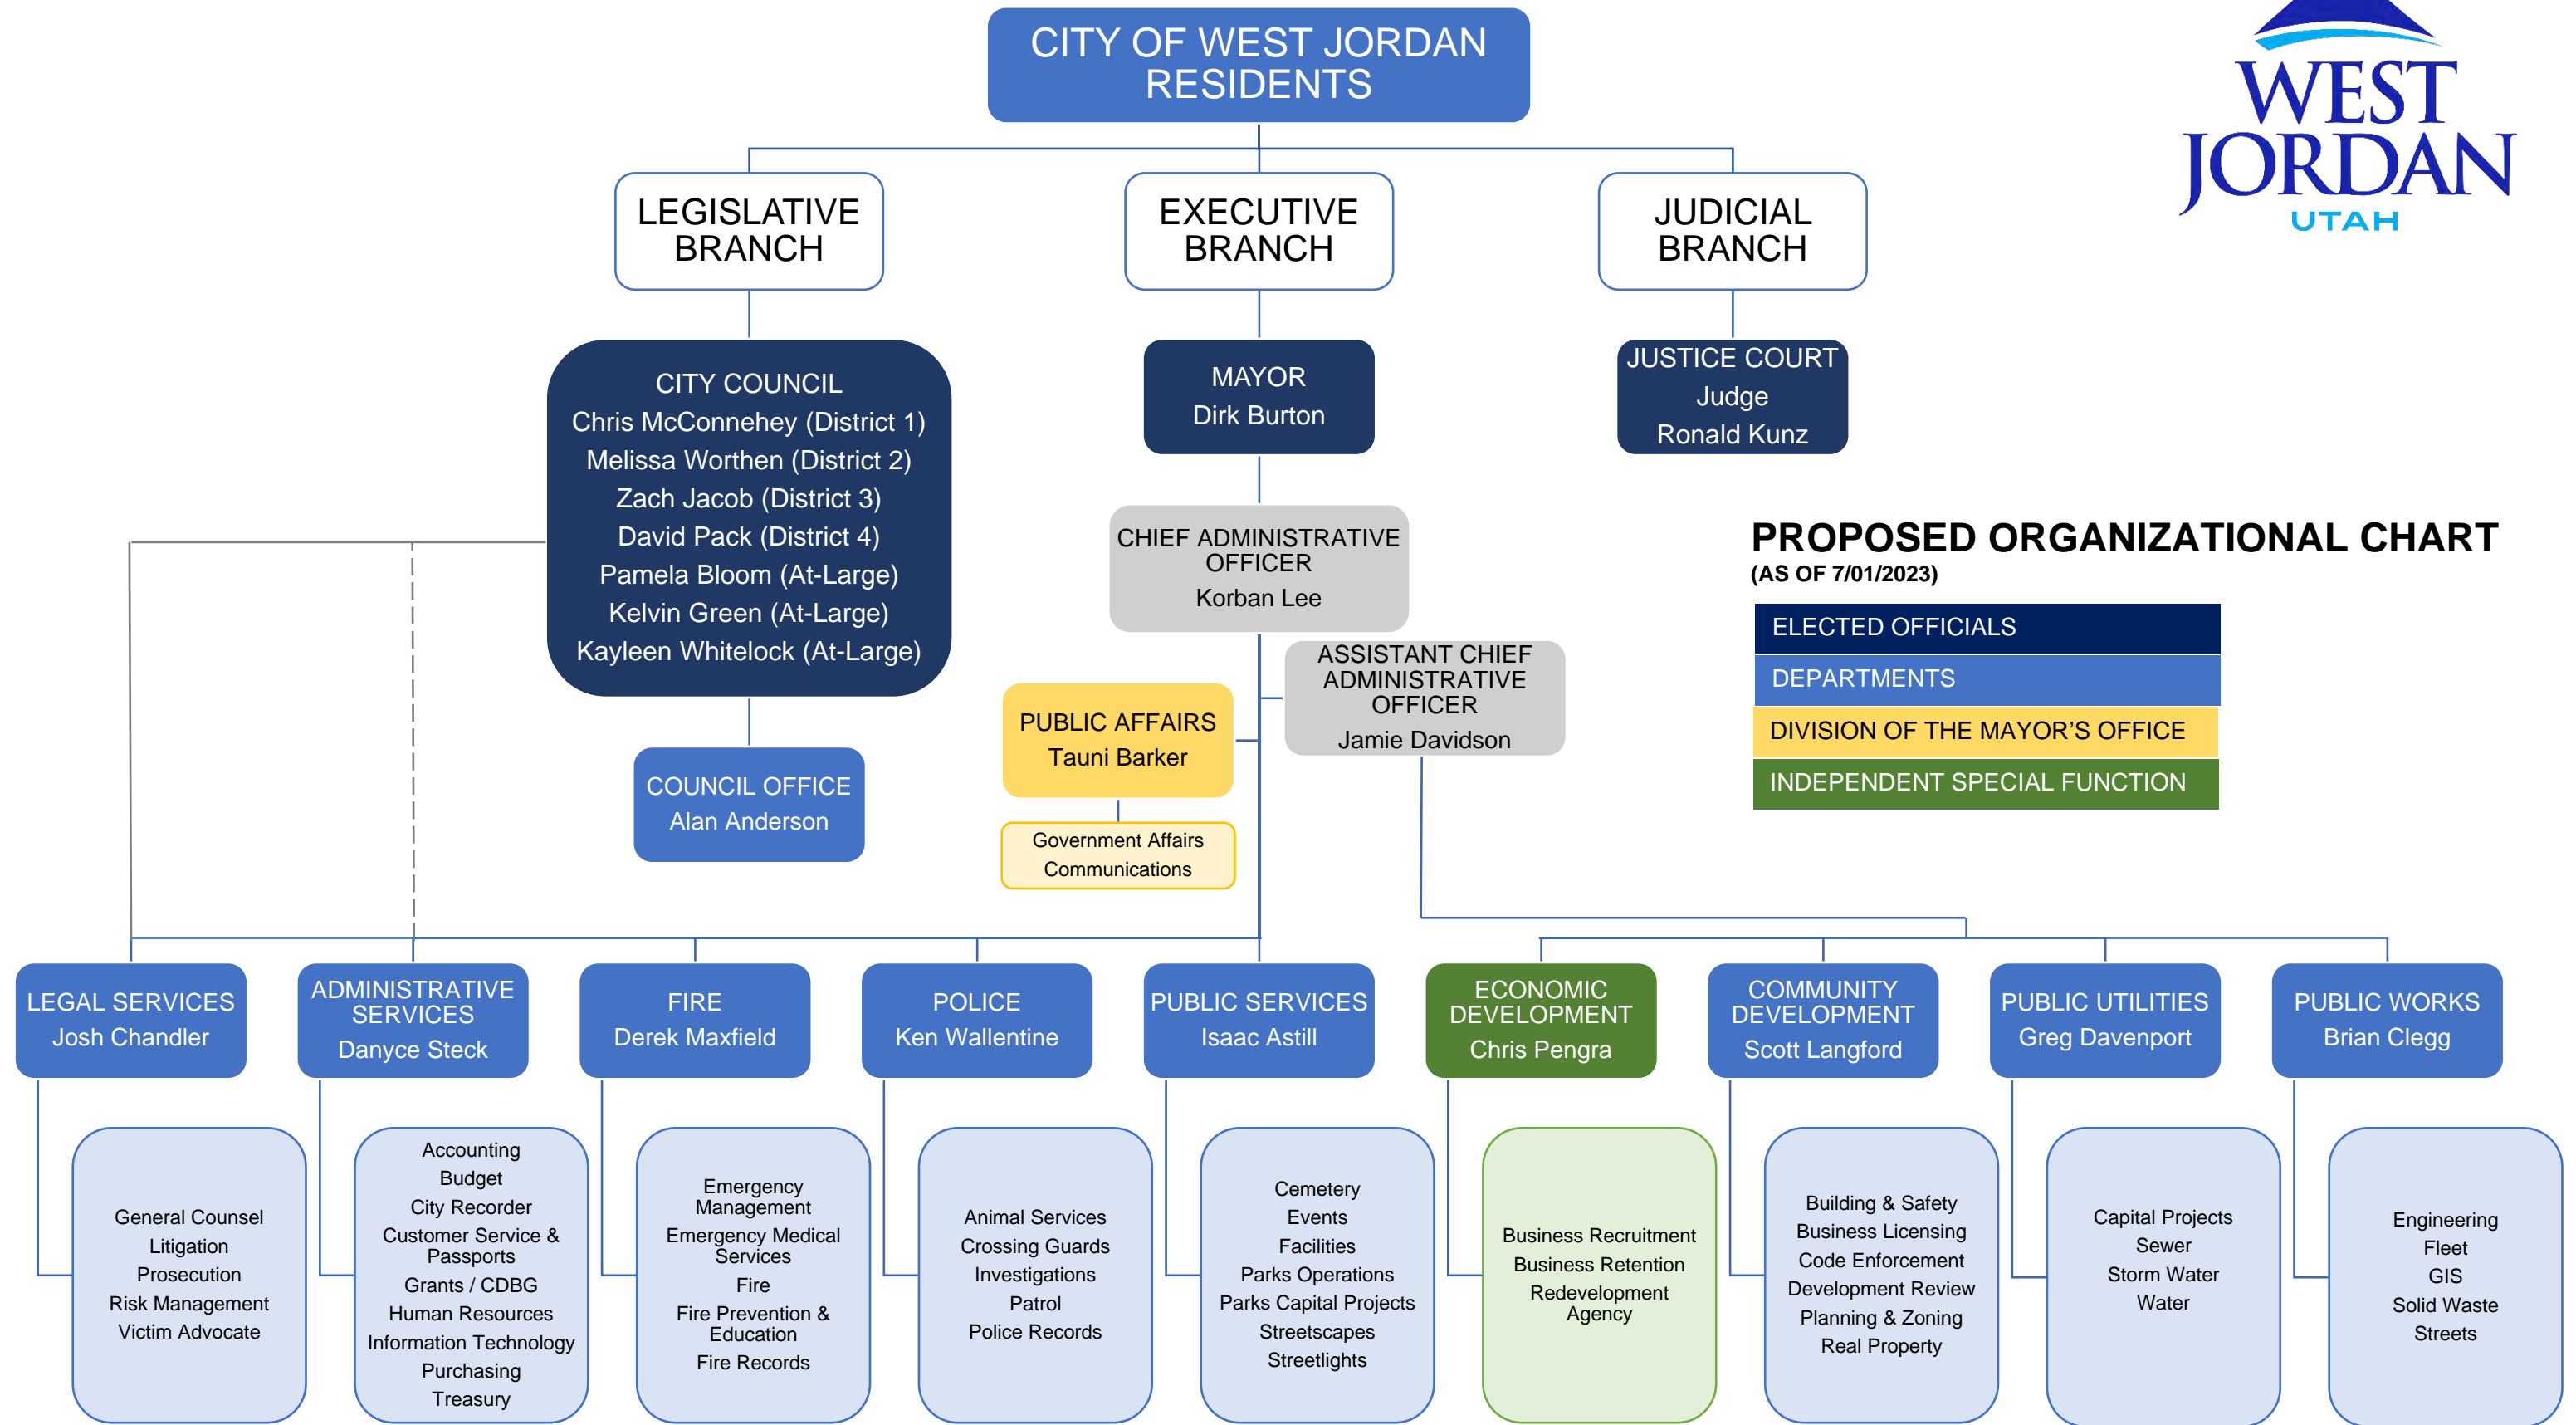 CITY OF WEST JORDAN
RESIDENTS
WEST
JORDAN
UTAH
LEGISLATIVE
BRANCH
EXECUTIVE
BRANCH
JUDICIAL
BRANCH
CITY COUNCIL
Chris McConnehey (District 1)
Melissa Worthen (District 2)
Zach Jacob (District 3)
David Pack (District 4)
Pamela Bloom (At-Large)
Kelvin Green (At-Large)
Kayleen Whitelock (At-Large)
MAYOR
Dirk Burton
JUSTICE COURT
Judge
Ronald Kunz
CHIEF ADMINISTRATIVE
OFFICER
Korban Lee
PROPOSED ORGANIZATIONAL CHART
(AS OF 7/01/2023)
ELECTED OFFICIALS
DEPARTMENTS
DIVISION OF THE MAYOR’S OFFICE
INDEPENDENT SPECIAL FUNCTION
ASSISTANT CHIEF
ADMINISTRATIVE
OFFICER
Jamie Davidson
PUBLIC AFFAIRS
Tauni Barker
Government Affairs
Communications
COUNCIL OFFICE
Alan Anderson
LEGAL SERVICES
Josh Chandler
ADMINISTRATIVE
SERVICES
Danyce Steck
FIRE
Derek Maxfield
POLICE
Ken Wallentine
PUBLIC SERVICES
Isaac Astill
ECONOMIC
DEVELOPMENT
Chris Pengra
COMMUNITY
DEVELOPMENT
Scott Langford
PUBLIC UTILITIES
Greg Davenport
PUBLIC WORKS
Brian Clegg
General Counsel
Litigation
Prosecution
Risk Management
Victim Advocate
Accounting
Budget
City Recorder
Customer Service &
Passports
Grants / CDBG
Human Resources
Information Technology
Purchasing
Treasury
Emergency
Management
Emergency Medical
Services
Fire
Fire Prevention &
Education
Fire Records
Animal Services
Crossing Guards
Investigations
Patrol
Police Records
Cemetery
Events
Facilities
Parks Operations
Parks Capital Projects
Streetscapes
Streetlights
Business Recruitment
Business Retention
Redevelopment
Agency
Building & Safety
Business Licensing
Code Enforcement
Development Review
Planning & Zoning
Real Property
Capital Projects
Sewer
Storm Water
Water
Engineering
Fleet
GIS
Solid Waste
Streets